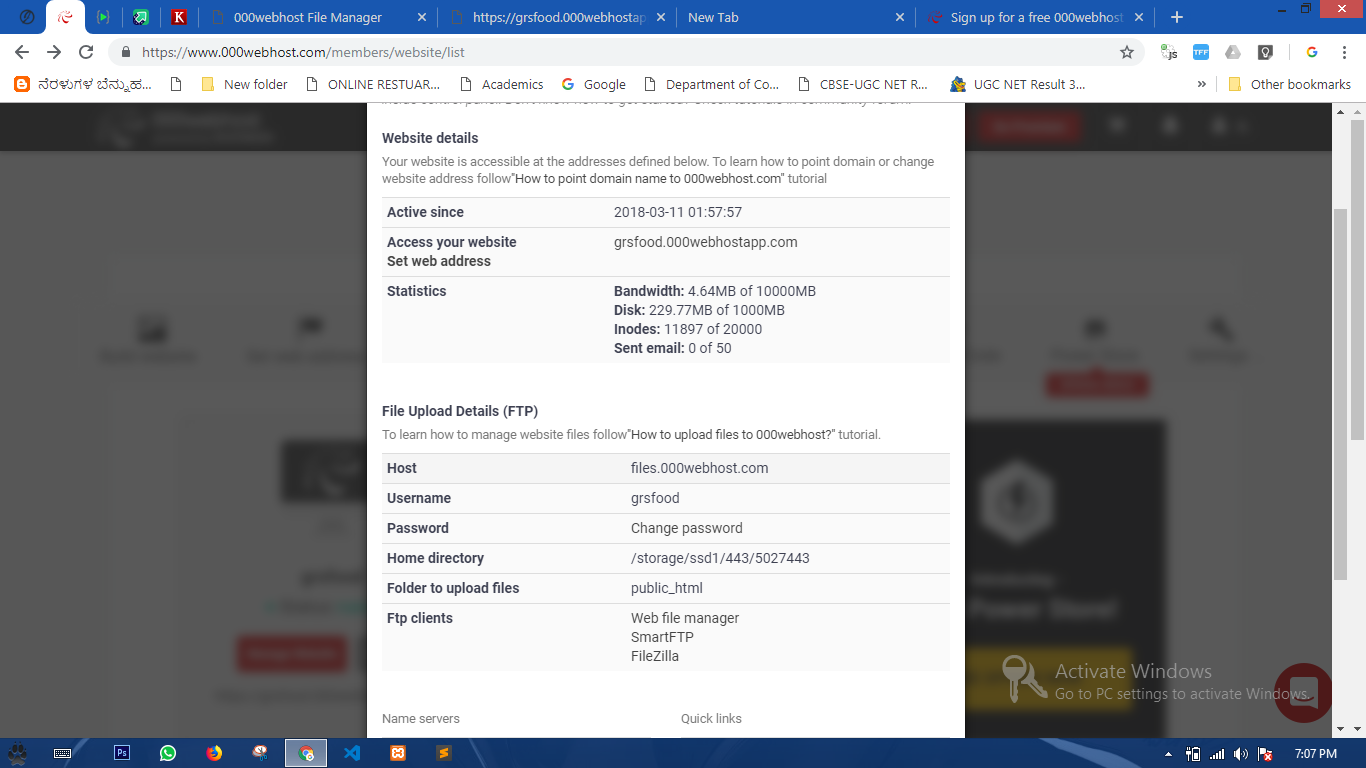 000webhost File Manager
https://grsfood.000webhostap
New Tab
Sign up for a free 000webhost
https://www.000webhost.com/members/website/list
ನೆರಳುಗಳ ಬೆನ್ನುಹ...
New folder
ONLINE RESTUAR...
Academics
Google
Department of Co...
CBSE-UGC NET R...
UGC NET Result 3...
»
Other bookmarks
Website details
Your website is accessible at the addresses defined below. To learn how to point domain or change
website address follow"How to point domain name to 000webhost.com" tutorial
Active since 2018-03-11 01:57:57
Access your website grsfood.000webhostapp.com
Set web address
Statistics Bandwidth: 4.64MB of 10000MB
Disk: 229.77MB of 1000MB
Inodes: 11897 of 20000
Sent email: 0 of 50
File Upload Details (FTP)
To learn how to manage website files follow"How to upload files to 000webhost?" tutorial.
Host files.000webhost.com
Username grsfood
Password Change password
Home directory /storage/ssd1/443/5027443
Folder to upload files public_html
Ftp clients Web file manager
SmartFTP
FileZilla
Power Store!
Activate Windows
Go to PC settings to activate Windows.
Name servers Quick links
7:07 PM